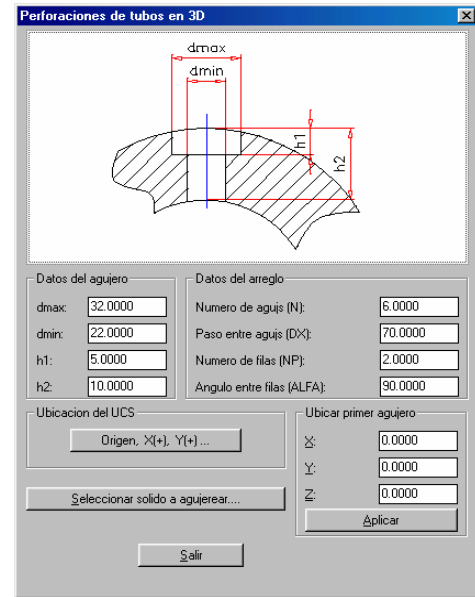 Perforaciones de tubos en 3D
dmax
dmin
h1
h2
Datos del agujero
dmax: 32.0000
dmin: 22.0000
h1: 5.0000
h2: 10.0000
Datos del arreglo
Numero de agujs (N): 6.0000
Paso entre agujs (DX): 70.0000
Numero de filas (NP): 2.0000
Angulo entre filas (ALFA): 90.0000
Ubicacion del UCS
Origen, X(+), Y(+) ...
Seleccionar solido a agujerear....
Ubicar primer agujero
X: 0.0000
Y: 0.0000
Z: 0.0000
Aplicar
Salir